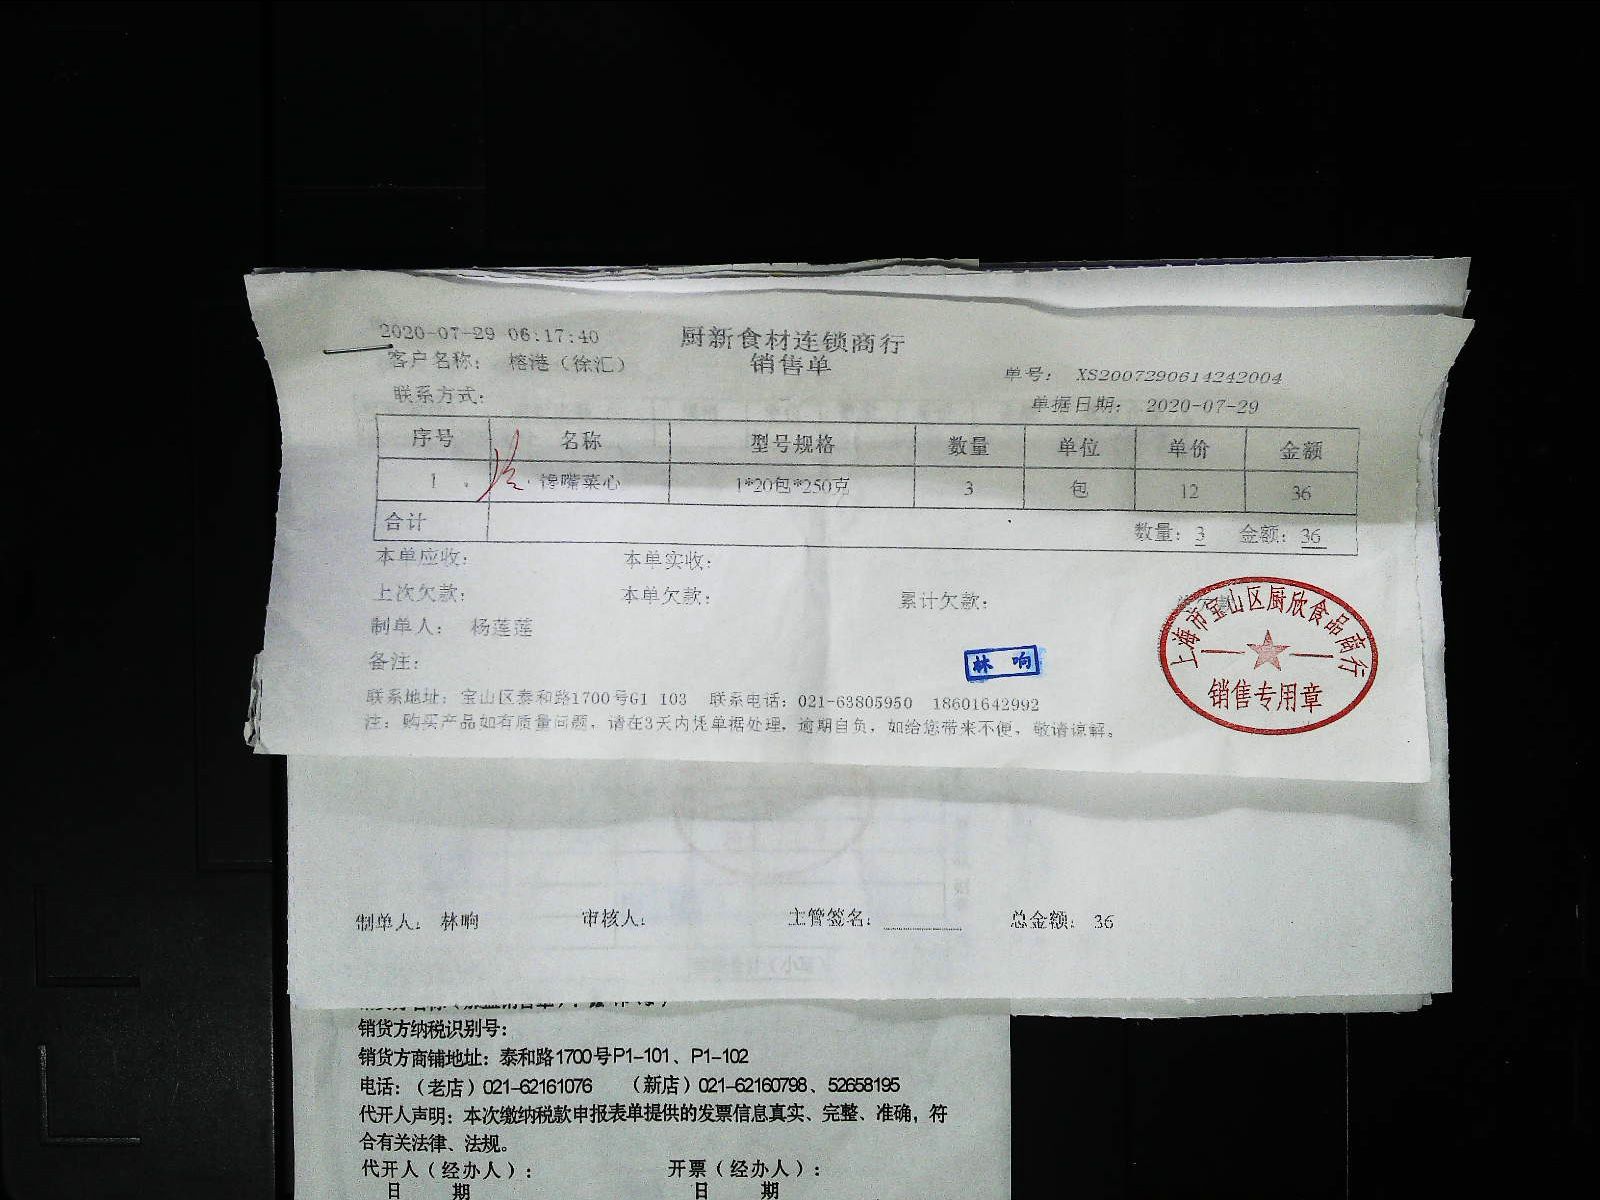 2020-07-29 06:17:40
厨新食材连锁商行
销售单
客户名称: 榕港（徐汇）
单号: XS2007290614242004
联系方式:
单据日期: 2020-07-29
序号 名称 型号规格 数量 单位 单价 金额
1 馋嘴菜心 1*20包*250克 3 包 12 36
合计 数量: 3 金额: 36
本单应收: 本单实收:
上次欠款: 本单欠款: 累计欠款:
制单人: 杨莲莲
备注:
林响
上海市宝山区厨欣食品商行
销售专用章
联系地址: 宝山区泰和路1700号G1 103 联系电话: 021-63805950 18601642992
注: 购买产品如有质量问题, 请在3天内凭单据处理, 逾期自负, 如给您带来不便, 敬请谅解。
制单人: 林响 审核人: 主管签名: 总金额: 36
销货方纳税识别号:
销货方商铺地址: 泰和路1700号P1-101、P1-102
电话:（老店）021-62161076 （新店）021-62160798、52658195
代开人声明: 本次缴纳税款申报表单提供的发票信息真实、完整、准确, 符
合有关法律、法规。
代开人（经办人）: 开票（经办人）:
日 期 日 期